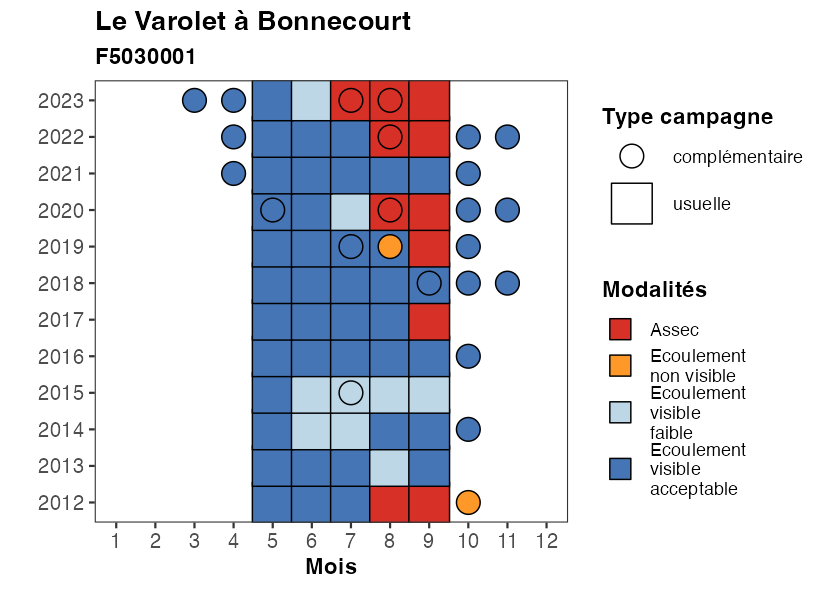 Le Varolet à Bonnecourt
F5030001
2023
2022
2021
2020
2019
2018
2017
2016
2015
2014
2013
2012
1 2 3 4 5 6 7 8 9 10 11 12
Mois
Type campagne
complémentaire
usuelle
Modalités
Assec
Ecoulement
non visible
Ecoulement
visible
faible
Ecoulement
visible
acceptable